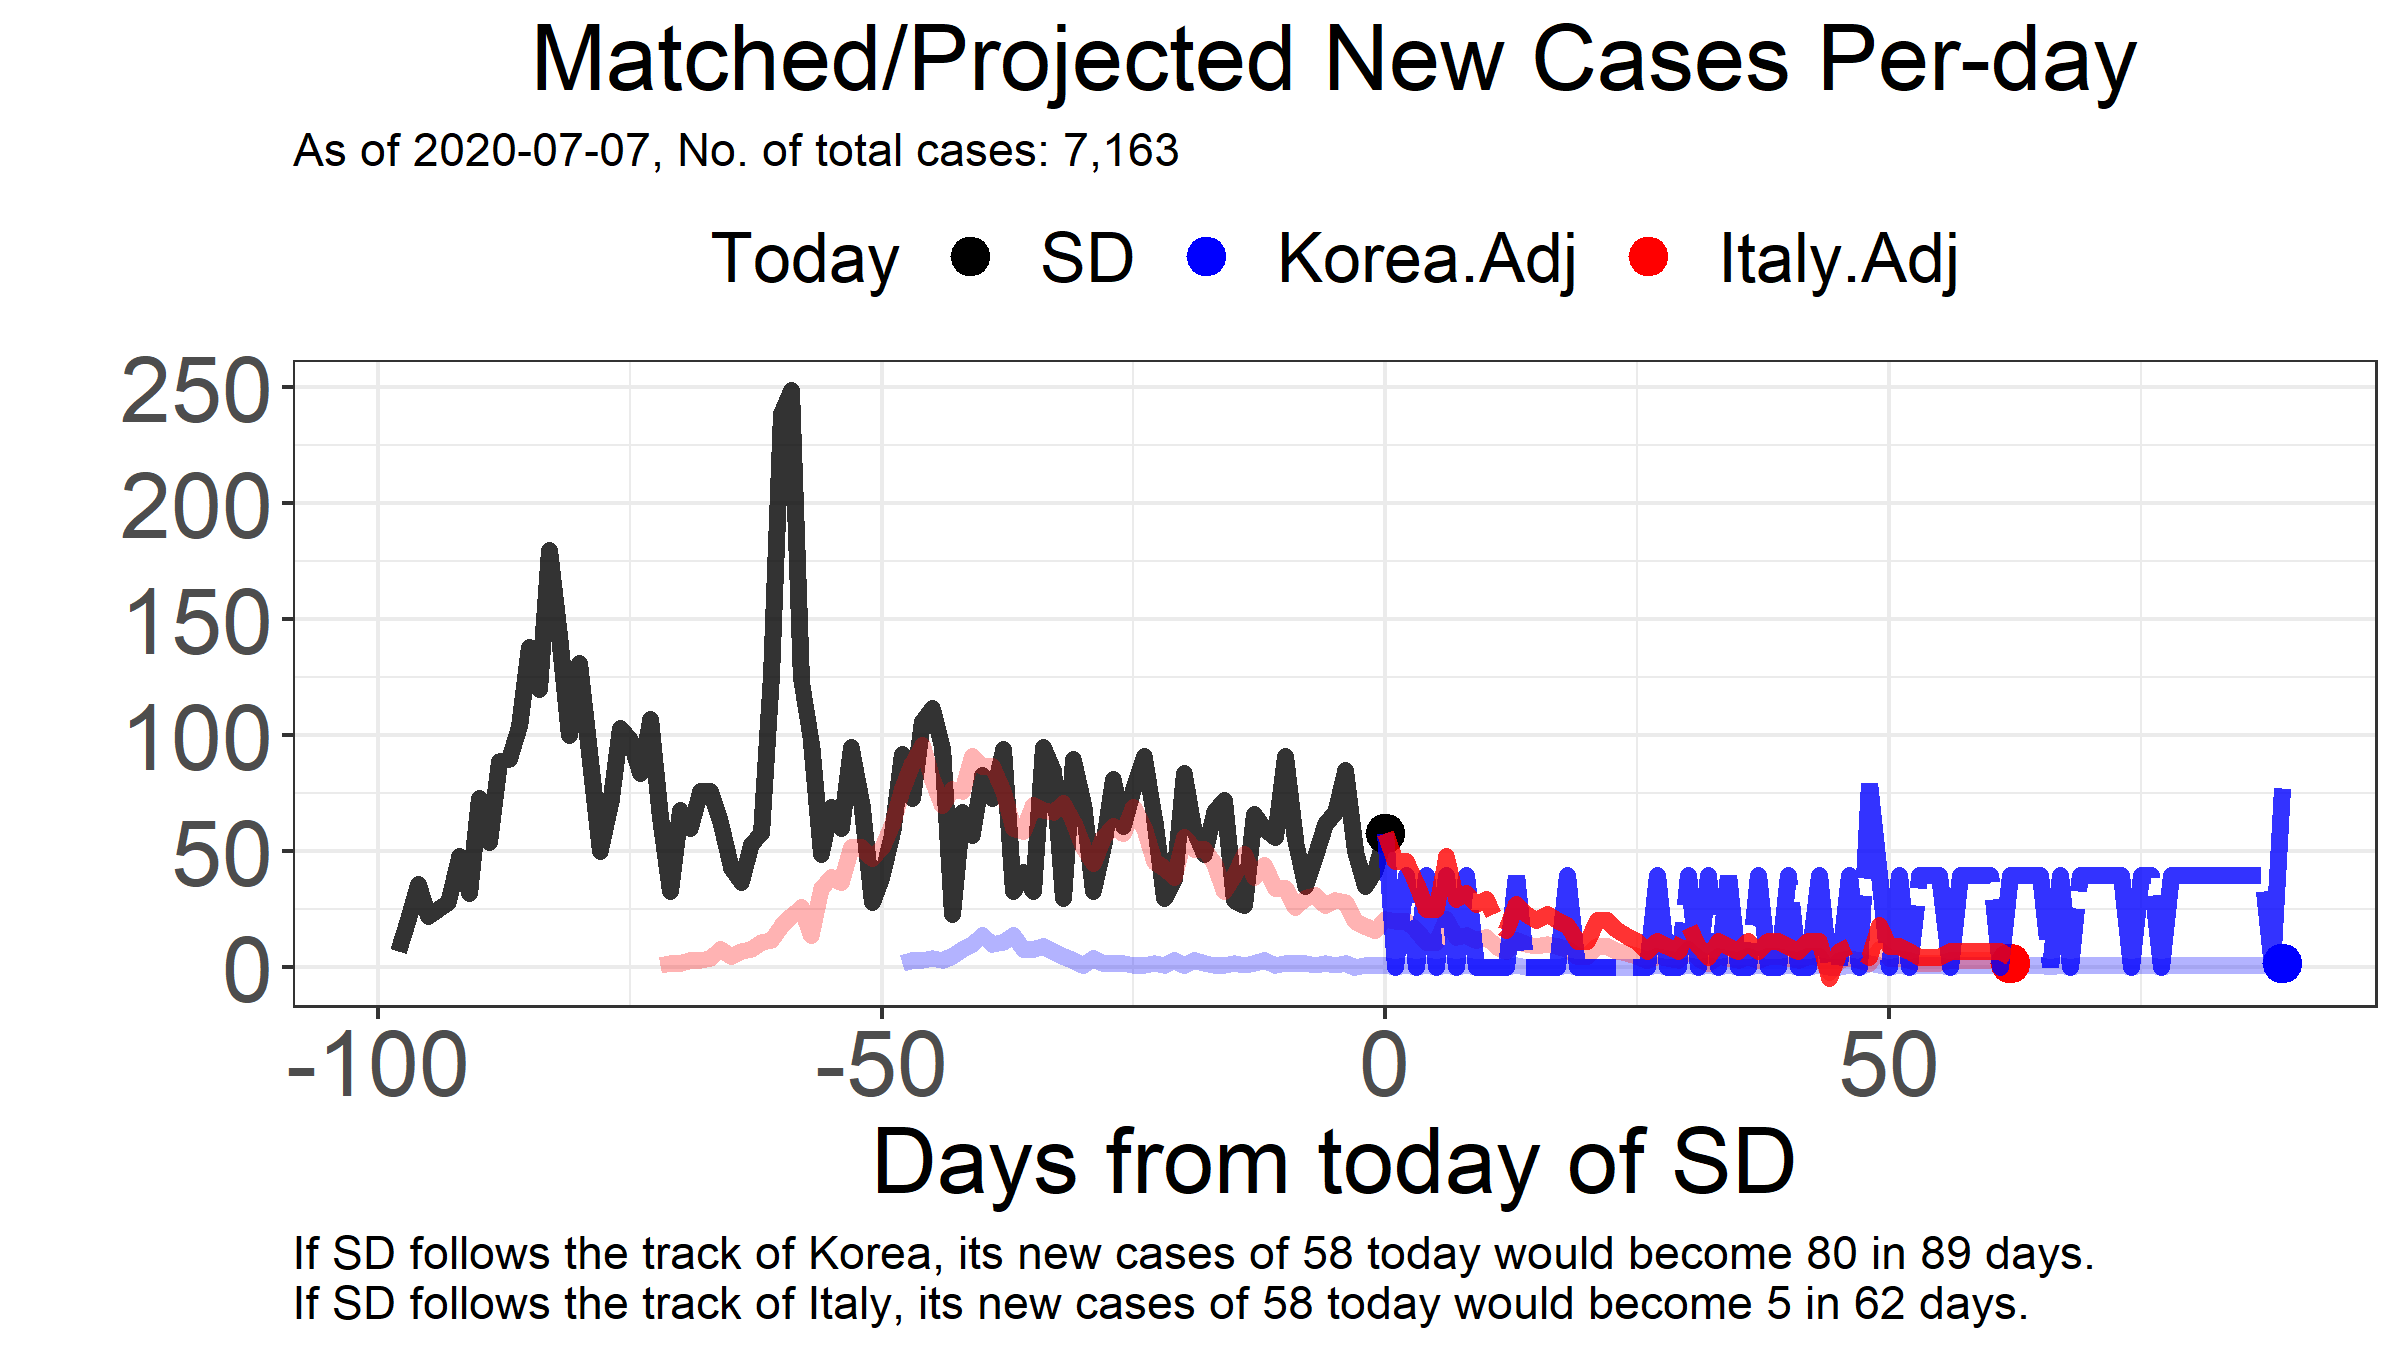 Matched/Projected New Cases Per-day
As of 2020-07-07, No. of total cases: 7,163
Today SD Korea.Adj Italy.Adj
250
200
150
100
50
0
-100 -50 0 50
Days from today of SD
If SD follows the track of Korea, its new cases of 58 today would become 80 in 89 days.
If SD follows the track of Italy, its new cases of 58 today would become 5 in 62 days.